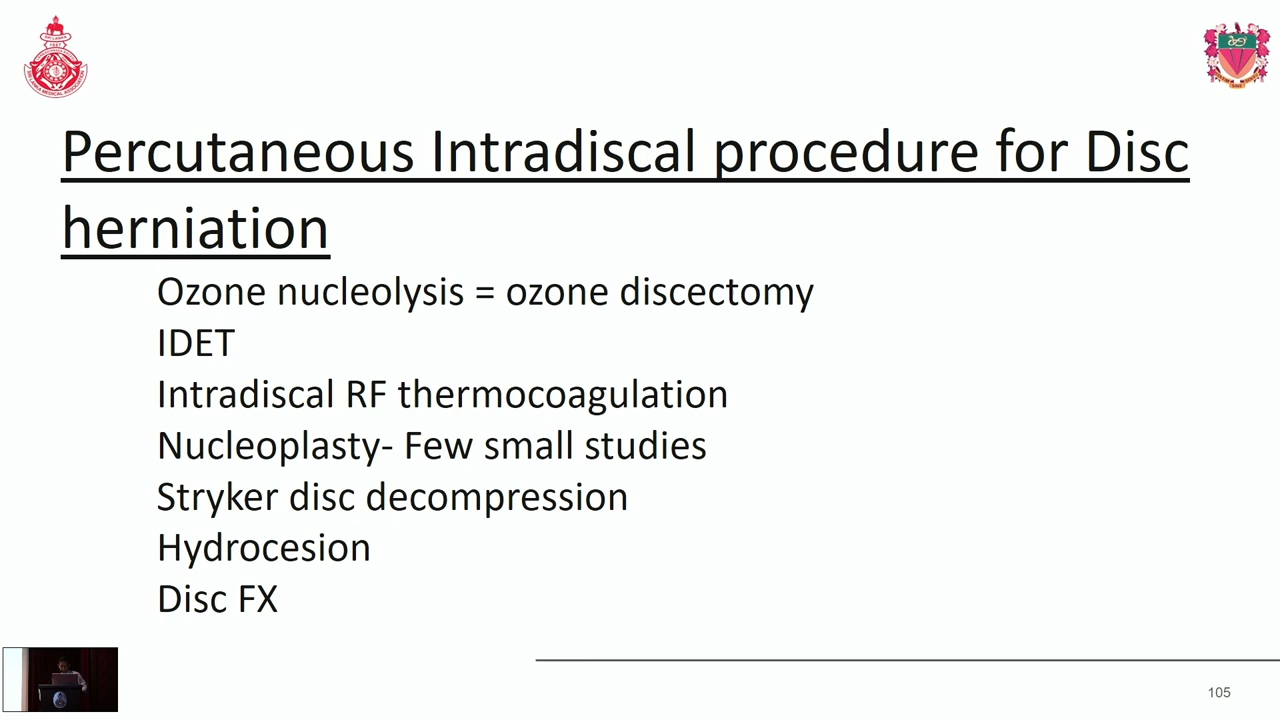 Percutaneous Intradiscal procedure for Disc
herniation
Ozone nucleolysis = ozone discectomy
IDET
Intradiscal RF thermocoagulation
Nucleoplasty- Few small studies
Stryker disc decompression
Hydrocesion
Disc FX
105